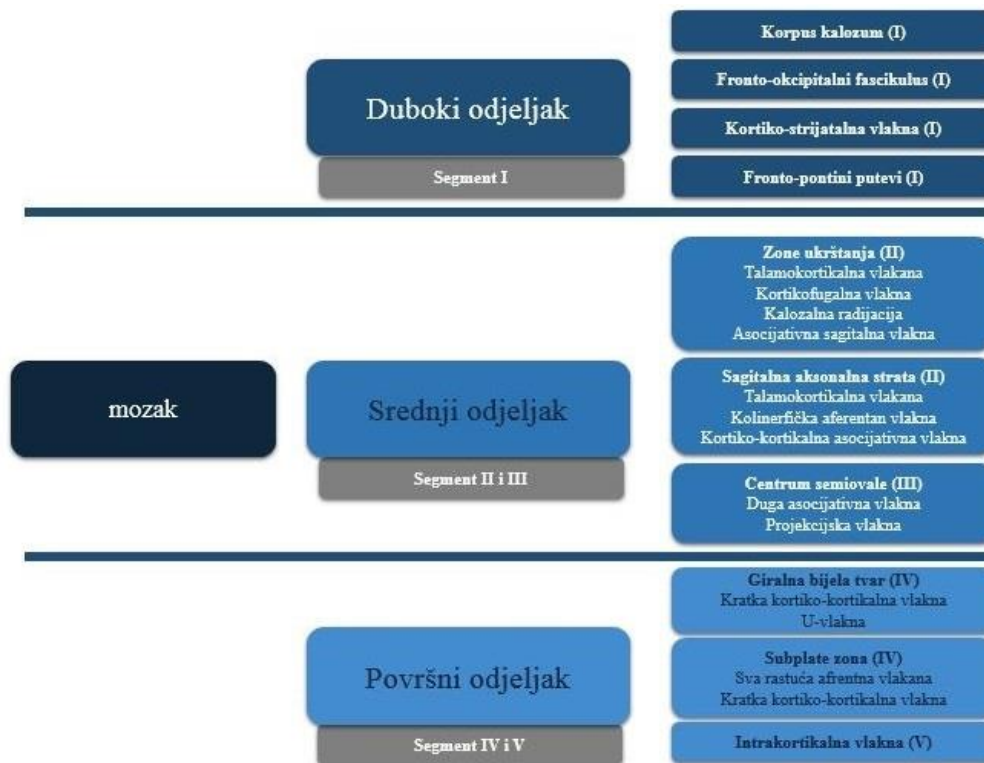 Korpus kalozum (I)
Fronto-okcipitalni fascikulus (I)
Duboki odjeljak
Kortiko-strijatalna vlakna (I)
Segment I
Fronto-pontini putevi (I)
Zone ukrštanja (II)
Talamokortikalna vlakana
Kortikofugalna vlakna
Kalozalna radijacija
Asocijativna sagitalna vlakna
mozak
Srednji odjeljak
Segment II i III
Sagitalna aksonalna strata (II)
Talamokortikalna vlakana
Kolinerfička aferentan vlakna
Kortiko-kortikalna asocijativna vlakna
Centrum semiovale (III)
Duga asocijativna vlakna
Projekcijska vlakna
Giralna bijela tvar (IV)
Kratka kortiko-kortikalna vlakna
U-vlakna
Površni odjeljak
Segment IV i V
Subplate zona (IV)
Sva rastuća afrentna vlakana
Kratka kortiko-kortikalna vlakna
Intrakortikalna vlakna (V)